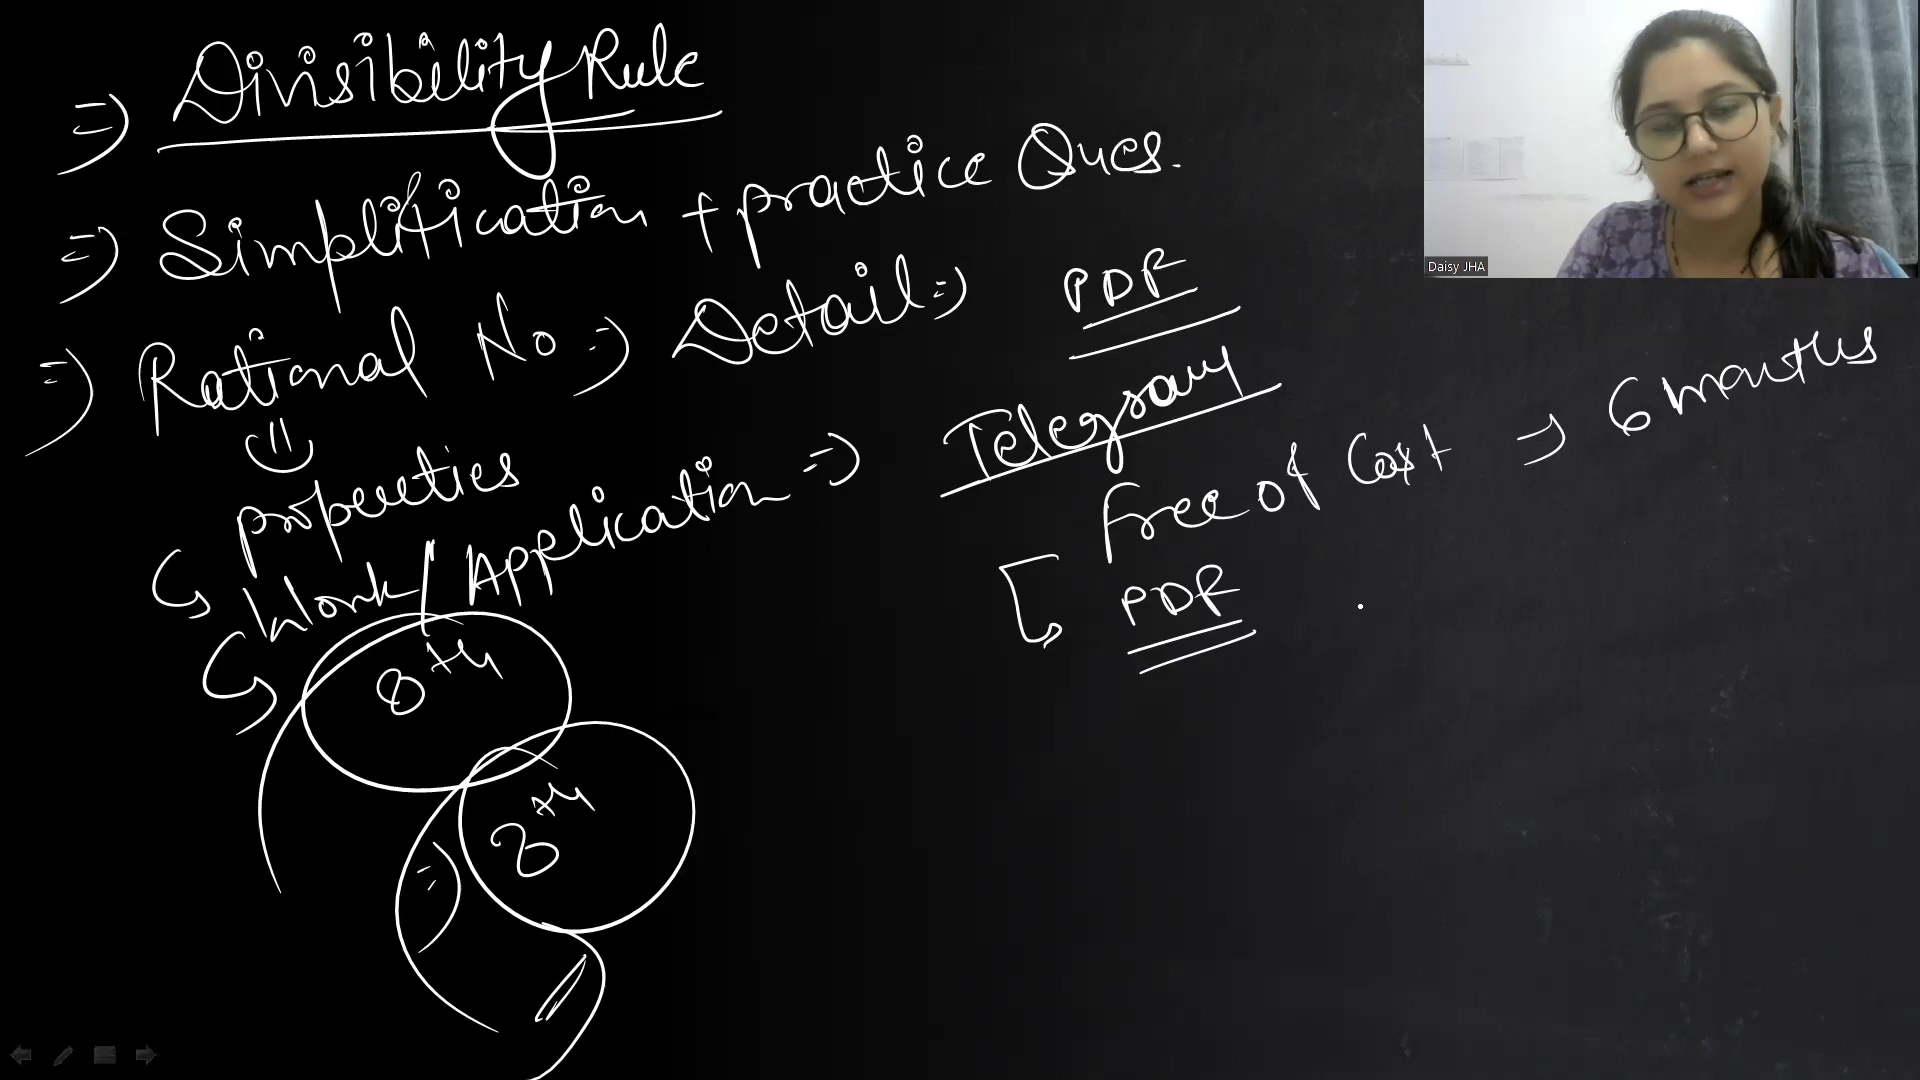 => Divisibility Rule
=> Simplification + practice Ques.
=> Rational No => Detail => PDF
properties
Work / Application => Telegram
free of Cost => 6 months
PDF
8th
8th
Daisy JHA